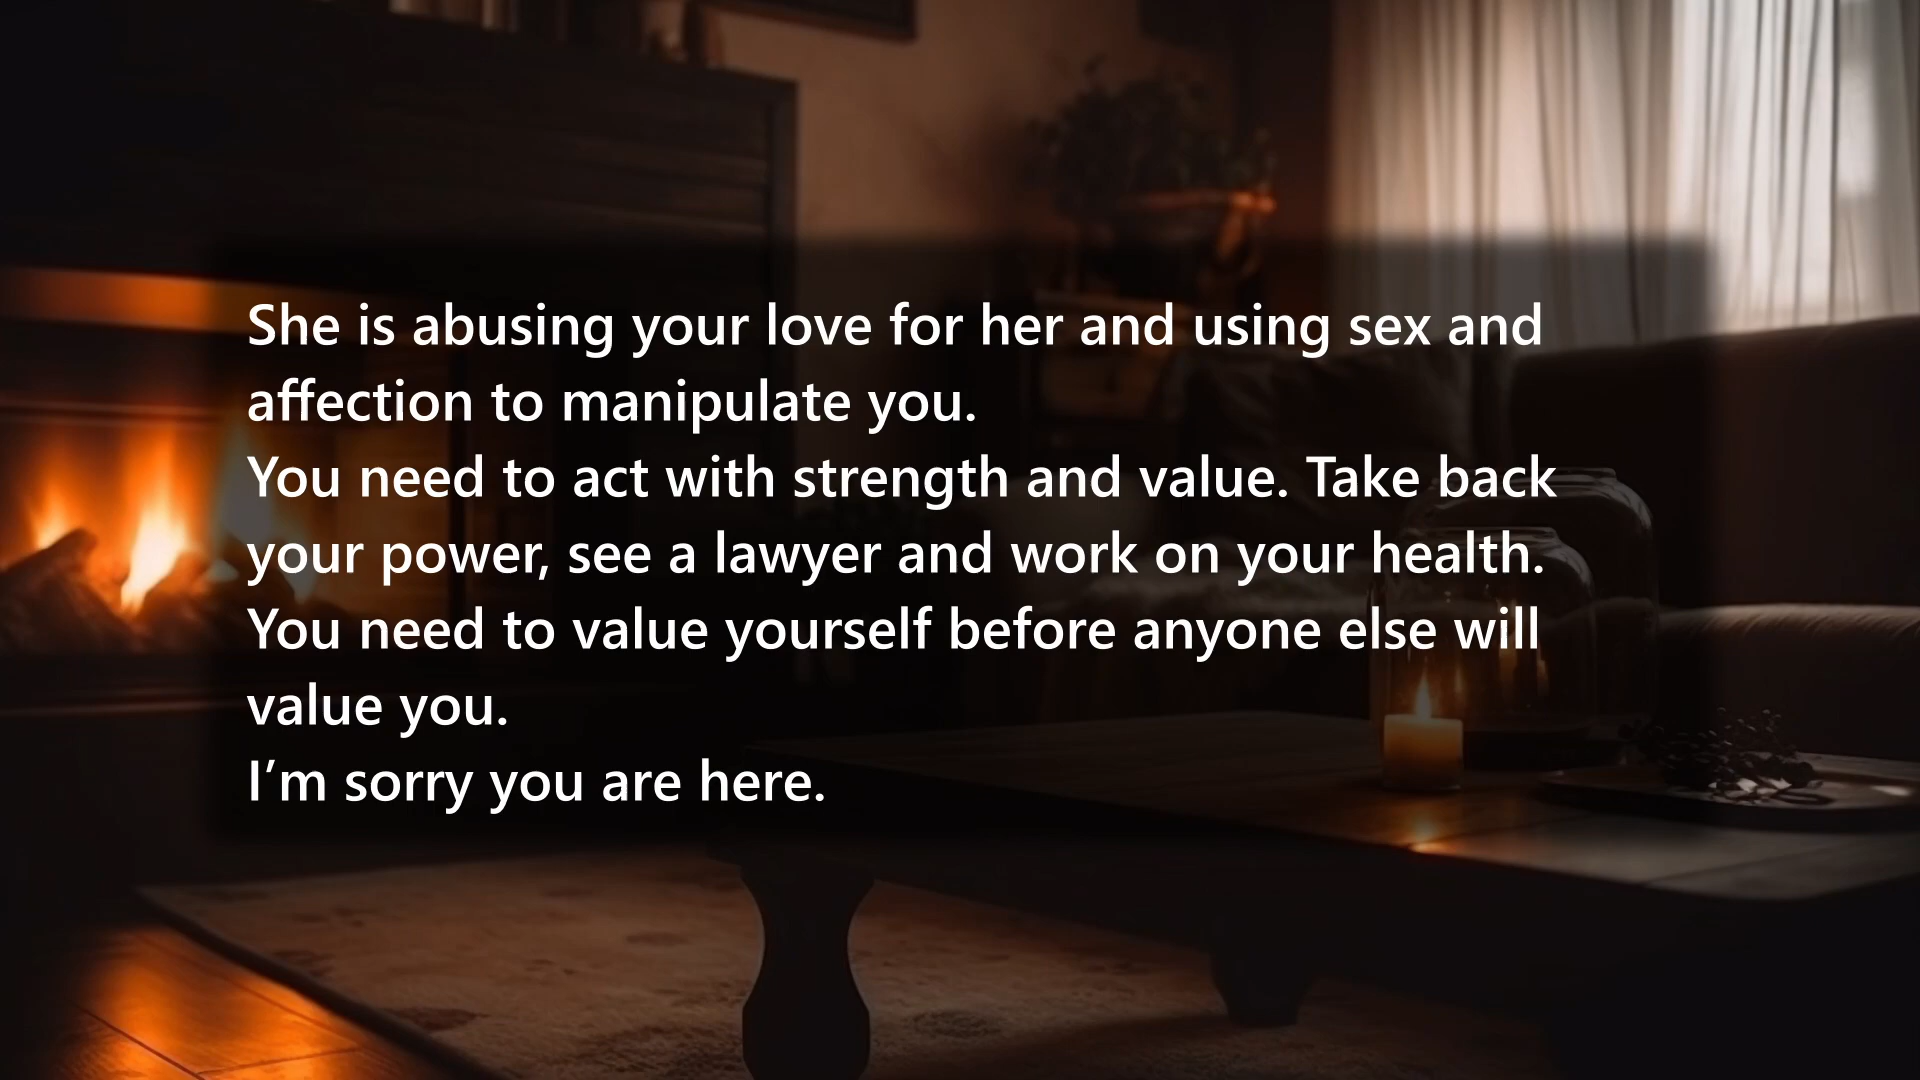 She is abusing your love for her and using sex and
affection to manipulate you.
You need to act with strength and value. Take back
your power, see a lawyer and work on your health.
You need to value yourself before anyone else will
value you.
I’m sorry you are here.